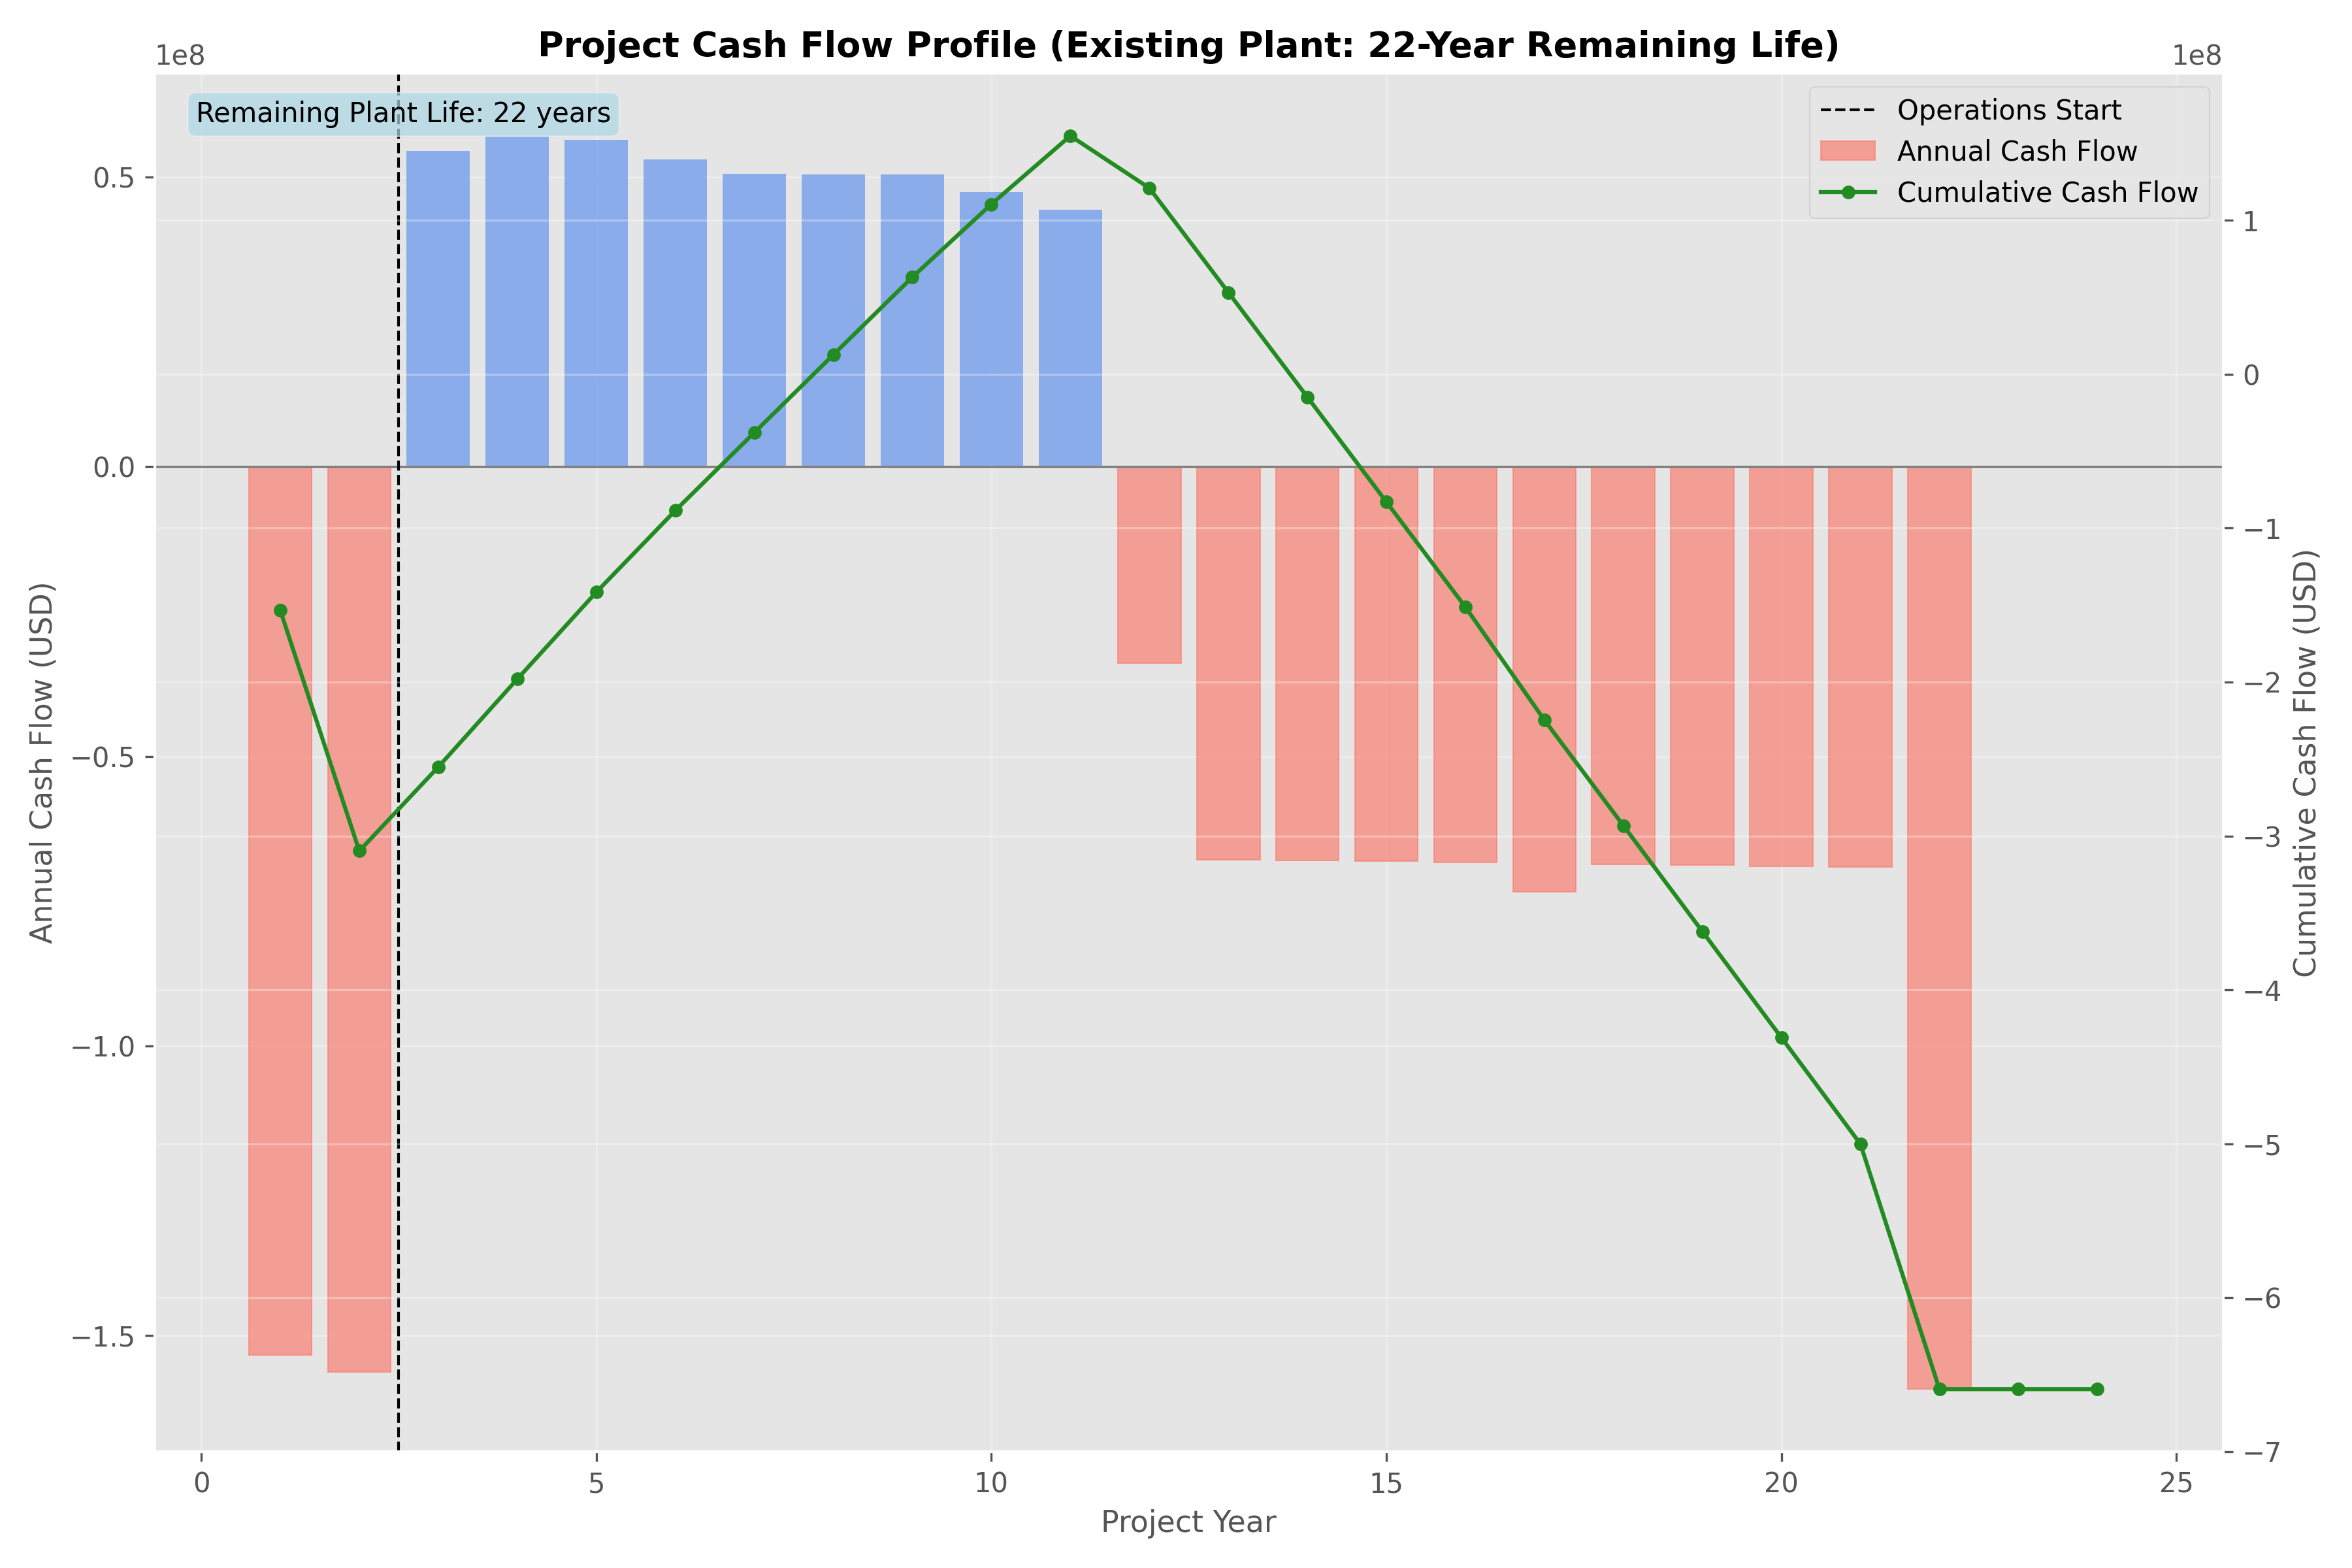 Project Cash Flow Profile (Existing Plant: 22-Year Remaining Life)
1e8
1e8
Remaining Plant Life: 22 years
Operations Start
Annual Cash Flow
Cumulative Cash Flow
0.5
0.0
−0.5
−1.0
−1.5
Annual Cash Flow (USD)
1
0
−1
−2
−3
−4
−5
−6
−7
Cumulative Cash Flow (USD)
0 5 10 15 20 25
Project Year